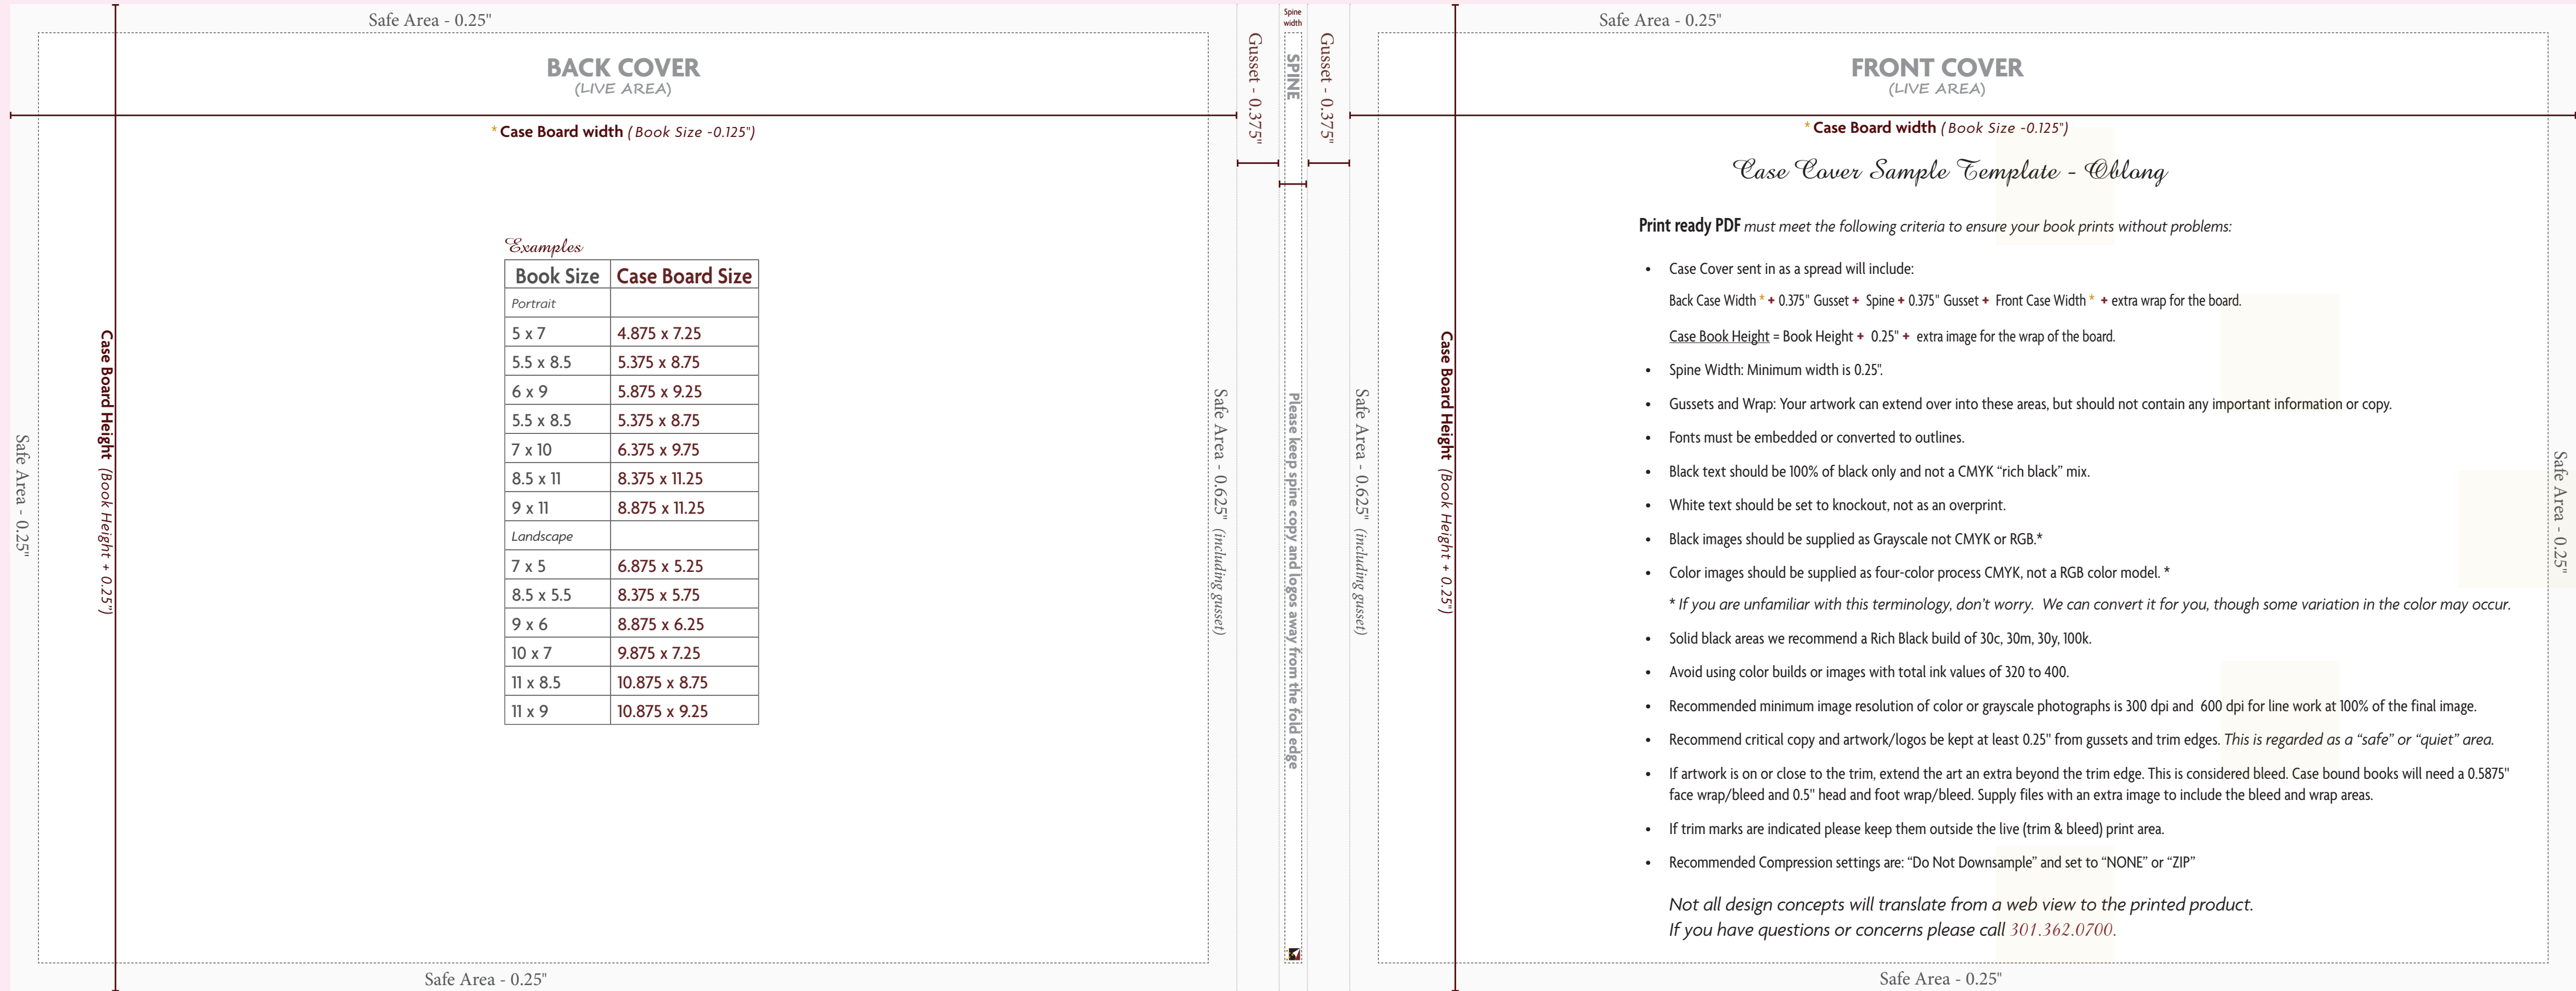 Safe Area - 0.25"
BACK COVER
(LIVE AREA)
* Case Board width (Book Size -0.125")
Case Board Height (Book Height + 0.25")
Safe Area - 0.25"
Examples
Book Size Case Board Size
Portrait
5 x 7 4.875 x 7.25
5.5 x 8.5 5.375 x 8.75
6 x 9 5.875 x 9.25
5.5 x 8.5 5.375 x 8.75
7 x 10 6.375 x 9.75
8.5 x 11 8.375 x 11.25
9 x 11 8.875 x 11.25
Landscape
7 x 5 6.875 x 5.25
8.5 x 5.5 8.375 x 5.75
9 x 6 8.875 x 6.25
10 x 7 9.875 x 7.25
11 x 8.5 10.875 x 8.75
11 x 9 10.875 x 9.25
Safe Area - 0.25"
Safe Area - 0.625" (including gusset)
Gusset - 0.375"
Spine
width
SPINE
Please keep spine copy and logos away from the fold edge
Gusset - 0.375"
Safe Area - 0.625" (including gusset)
Safe Area - 0.25"
FRONT COVER
(LIVE AREA)
* Case Board width (Book Size -0.125")
Case Board Height (Book Height + 0.25")
Case Cover Sample Template - Oblong
Print ready PDF must meet the following criteria to ensure your book prints without problems:
• Case Cover sent in as a spread will include:
Back Case Width * + 0.375" Gusset + Spine + 0.375" Gusset + Front Case Width * + extra wrap for the board.
Case Book Height = Book Height + 0.25" + extra image for the wrap of the board.
• Spine Width: Minimum width is 0.25".
• Gussets and Wrap: Your artwork can extend over into these areas, but should not contain any important information or copy.
• Fonts must be embedded or converted to outlines.
• Black text should be 100% of black only and not a CMYK “rich black” mix.
• White text should be set to knockout, not as an overprint.
• Black images should be supplied as Grayscale not CMYK or RGB.*
• Color images should be supplied as four-color process CMYK, not a RGB color model. *
* If you are unfamiliar with this terminology, don’t worry. We can convert it for you, though some variation in the color may occur.
• Solid black areas we recommend a Rich Black build of 30c, 30m, 30y, 100k.
• Avoid using color builds or images with total ink values of 320 to 400.
• Recommended minimum image resolution of color or grayscale photographs is 300 dpi and 600 dpi for line work at 100% of the final image.
• Recommend critical copy and artwork/logos be kept at least 0.25" from gussets and trim edges. This is regarded as a “safe” or “quiet” area.
• If artwork is on or close to the trim, extend the art an extra beyond the trim edge. This is considered bleed. Case bound books will need a 0.5875"
face wrap/bleed and 0.5" head and foot wrap/bleed. Supply files with an extra image to include the bleed and wrap areas.
• If trim marks are indicated please keep them outside the live (trim & bleed) print area.
• Recommended Compression settings are: “Do Not Downsample” and set to “NONE” or “ZIP”
Not all design concepts will translate from a web view to the printed product.
If you have questions or concerns please call 301.362.0700.
Safe Area - 0.25"
Safe Area - 0.25"